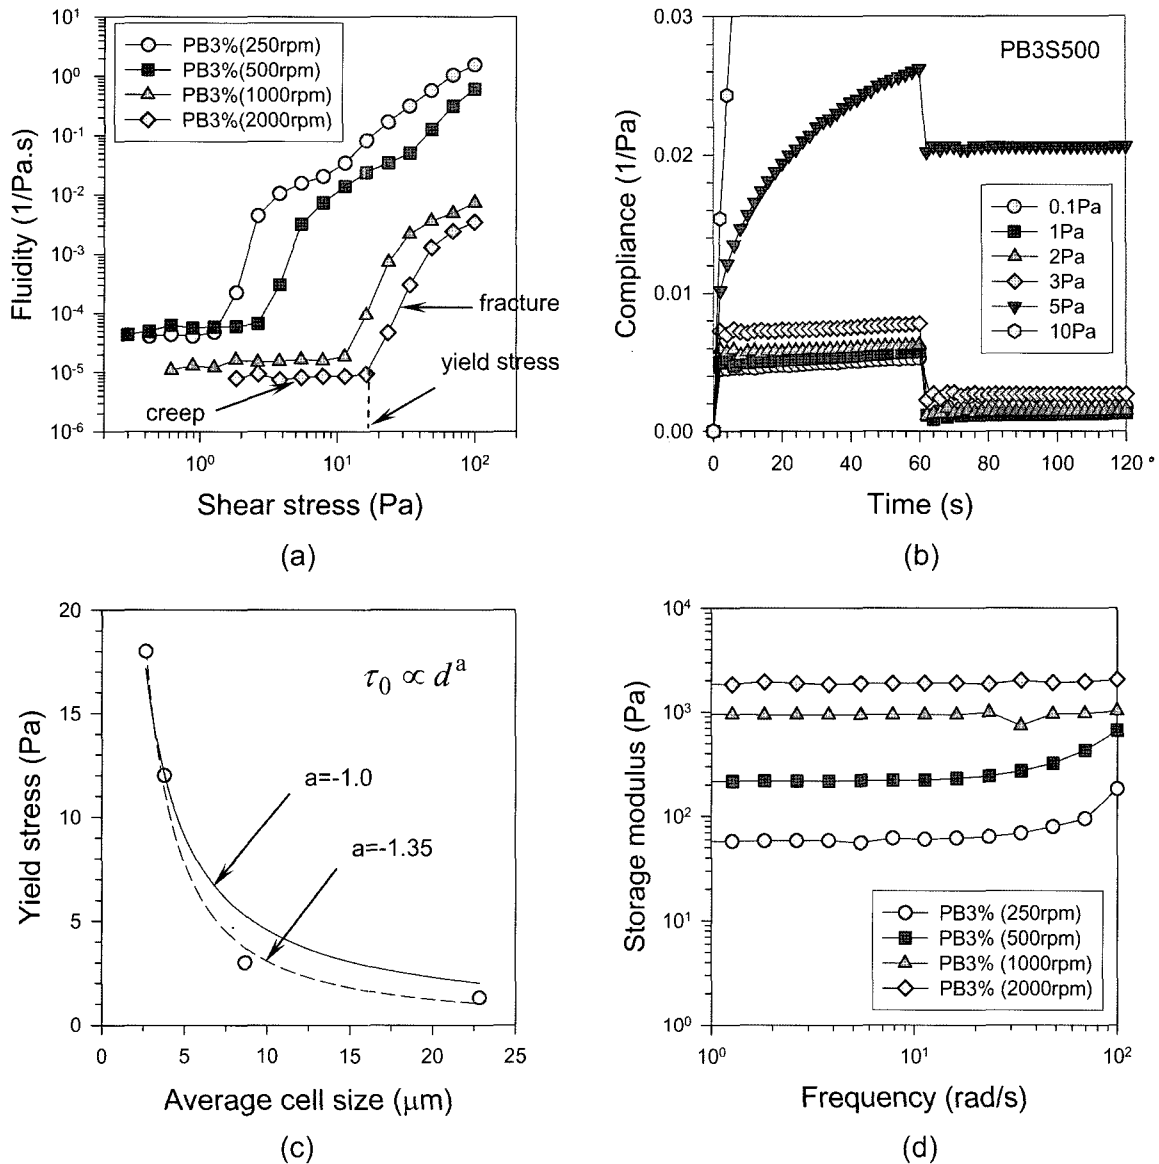 10¹
10⁰
10⁻¹
10⁻²
10⁻³
10⁻⁴
10⁻⁵
10⁻⁶
Fluidity (1/Pa.s)
PB3%(250rpm)
PB3%(500rpm)
PB3%(1000rpm)
PB3%(2000rpm)
fracture
yield stress
creep
10⁰
10¹
10²
Shear stress (Pa)
(a)
0.03
0.02
0.01
0.00
Compliance (1/Pa)
PB3S500
0.1Pa
1Pa
2Pa
3Pa
5Pa
10Pa
0
20
40
60
80
100
120
Time (s)
(b)
20
15
10
5
0
Yield stress (Pa)
τ₀ ∝ dᵃ
a=-1.0
a=-1.35
0
5
10
15
20
25
Average cell size (μm)
(c)
10⁴
10³
10²
10¹
10⁰
Storage modulus (Pa)
PB3% (250rpm)
PB3% (500rpm)
PB3% (1000rpm)
PB3% (2000rpm)
10⁰
10¹
10²
Frequency (rad/s)
(d)